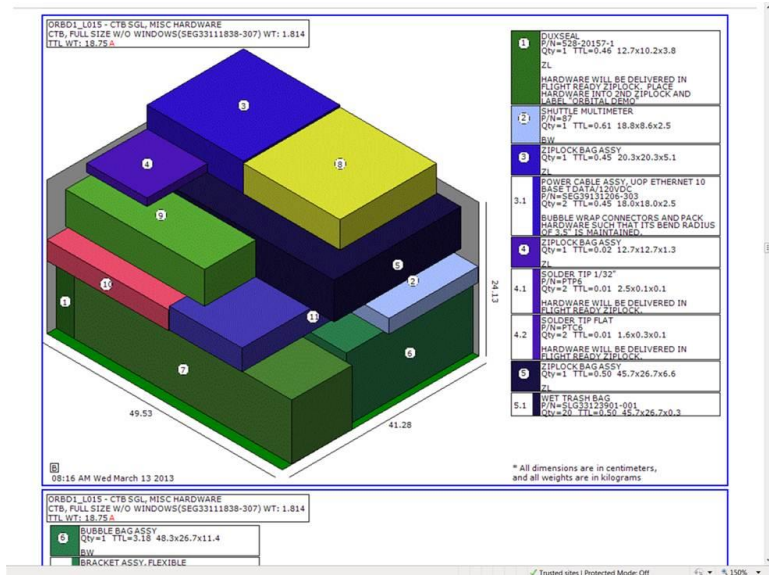 ORBD1_L015 - CTB SGL, MISC HARDWARE
CTB, FULL SIZE W/O WINDOWS(SEG33111838-307) WT: 1.814
TTL WT: 18.75A
3
8
4
9
5
2
10
1
11
6
7
24.13
49.53
41.28
B
08:16 AM Wed March 13 2013
1
DUXSEAL
P/N=528-20157-1
Qty=1 TTL=0.46 12.7x10.2x3.8
ZL
HARDWARE WILL BE DELIVERED IN
FLIGHT READY ZIPLOCK. PLACE
HARDWARE INTO 2ND ZIPLOCK AND
LABEL "ORBITAL DEMO"
2
SHUTTLE MULTIMETER
P/N=87
Qty=1 TTL=0.61 18.8x8.6x2.5
BW
3
ZIPLOCK BAG ASSY
Qty=1 TTL=0.45 20.3x20.3x5.1
ZL
3.1
POWER CABLE ASSY, UOP ETHERNET 10
BASE T DATA/120VDC
P/N=SEG39131206-303
Qty=2 TTL=0.45 18.0x18.0x2.5
BUBBLE WRAP CONNECTORS AND PACK
HARDWARE SUCH THAT ITS BEND RADIUS
OF 3.5" IS MAINTAINED.
4
ZIPLOCK BAG ASSY
Qty=1 TTL=0.02 12.7x12.7x1.3
ZL
4.1
SOLDER TIP 1/32"
P/N=PTP6
Qty=2 TTL=0.01 2.5x0.1x0.1
HARDWARE WILL BE DELIVERED IN
FLIGHT READY ZIPLOCK.
4.2
SOLDER TIP FLAT
P/N=PTC6
Qty=2 TTL=0.01 1.6x0.3x0.1
HARDWARE WILL BE DELIVERED IN
FLIGHT READY ZIPLOCK.
5
ZIPLOCK BAG ASSY
Qty=1 TTL=0.50 45.7x26.7x6.6
ZL
5.1
WET TRASH BAG
P/N=SLG33123901-001
Qty=20 TTL=0.50 45.7x26.7x0.3
* All dimensions are in centimeters,
and all weights are in kilograms
ORBD1_L015 - CTB SGL, MISC HARDWARE
CTB, FULL SIZE W/O WINDOWS(SEG33111838-307) WT: 1.814
TTL WT: 18.75A
6
BUBBLE BAG ASSY
Qty=1 TTL=3.18 48.3x26.7x11.4
BW
BRACKET ASSY, FLEXIBLE
Trusted sites | Protected Mode: Off
150%